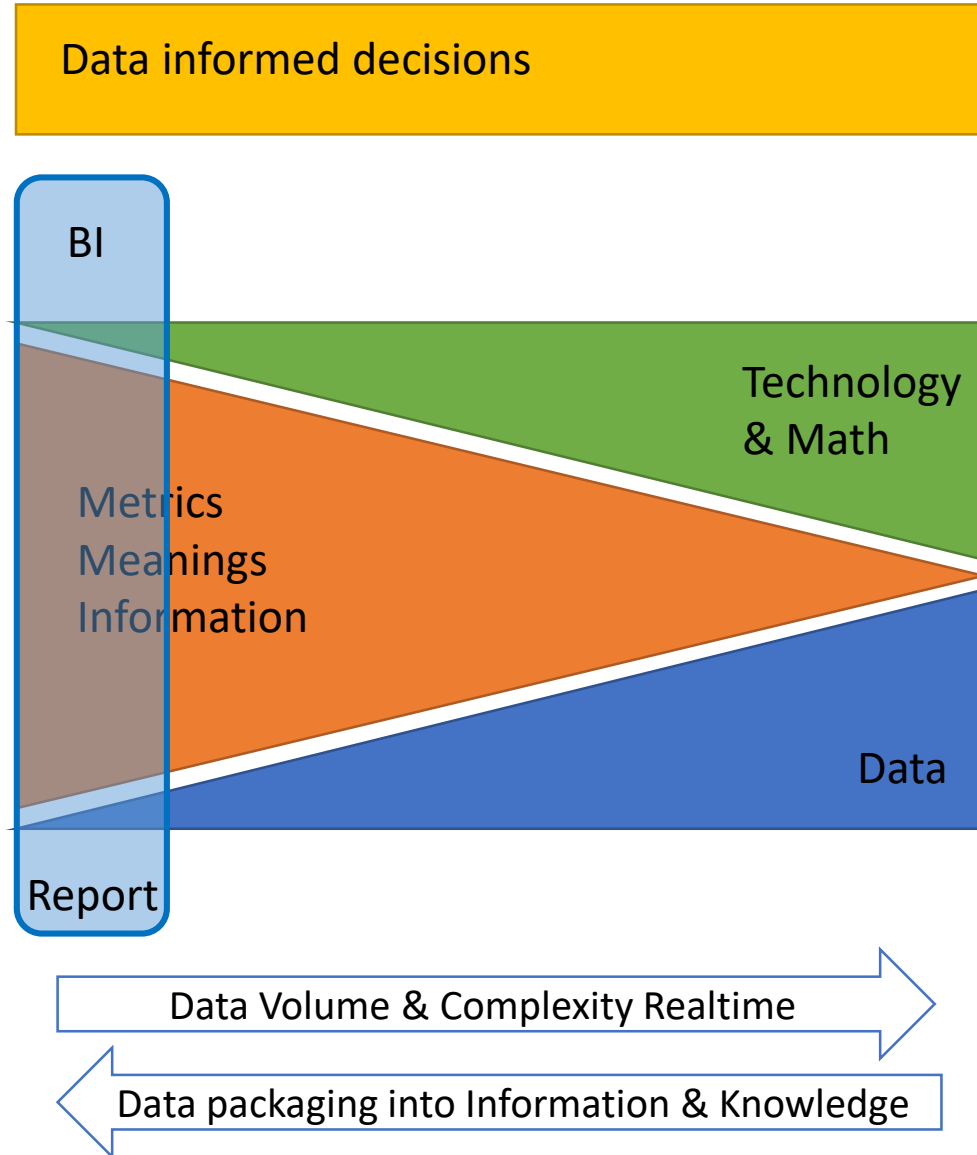 Data informed decisions
BI
Technology
& Math
Metrics
Meanings
Information
Data
Report
Data Volume & Complexity Realtime
Data packaging into Information & Knowledge